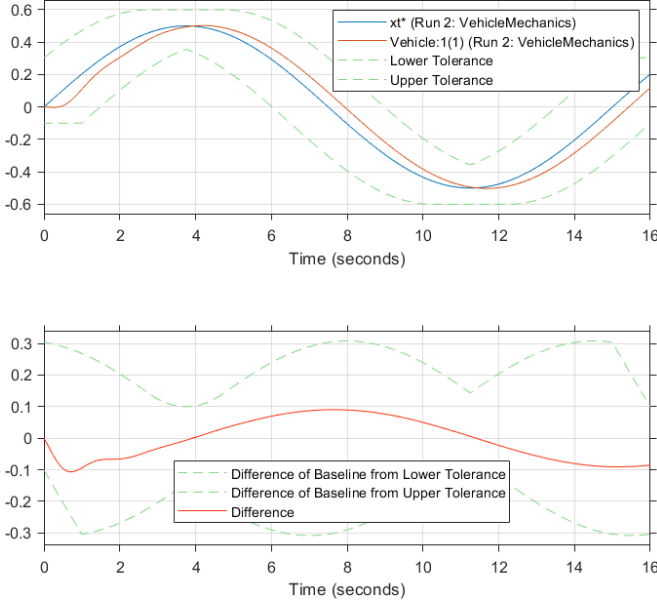 0.6
0.4
0.2
0
-0.2
-0.4
-0.6
xt* (Run 2: VehicleMechanics)
Vehicle:1(1) (Run 2: VehicleMechanics)
Lower Tolerance
Upper Tolerance
0 2 4 6 8 10 12 14 16
Time (seconds)
0.3
0.2
0.1
0
-0.1
-0.2
-0.3
Difference of Baseline from Lower Tolerance
Difference of Baseline from Upper Tolerance
Difference
0 2 4 6 8 10 12 14 16
Time (seconds)